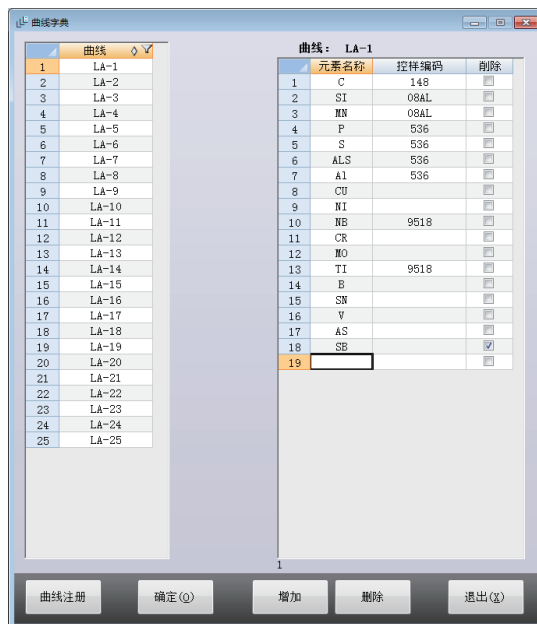 曲线字典
曲线
1 LA-1
2 LA-2
3 LA-3
4 LA-4
5 LA-5
6 LA-6
7 LA-7
8 LA-8
9 LA-9
10 LA-10
11 LA-11
12 LA-12
13 LA-13
14 LA-14
15 LA-15
16 LA-16
17 LA-17
18 LA-18
19 LA-19
20 LA-20
21 LA-21
22 LA-22
23 LA-23
24 LA-24
25 LA-25
曲线: LA-1
元素名称 控样编码 删除
1 C 148
2 SI 08AL
3 MN 08AL
4 P 536
5 S 536
6 ALS 536
7 Al 536
8 CU
9 NI
10 NB 9518
11 CR
12 MO
13 TI 9518
14 B
15 SN
16 V
17 AS
18 SB
19
1
曲线注册 确定(O) 增加 删除 退出(X)